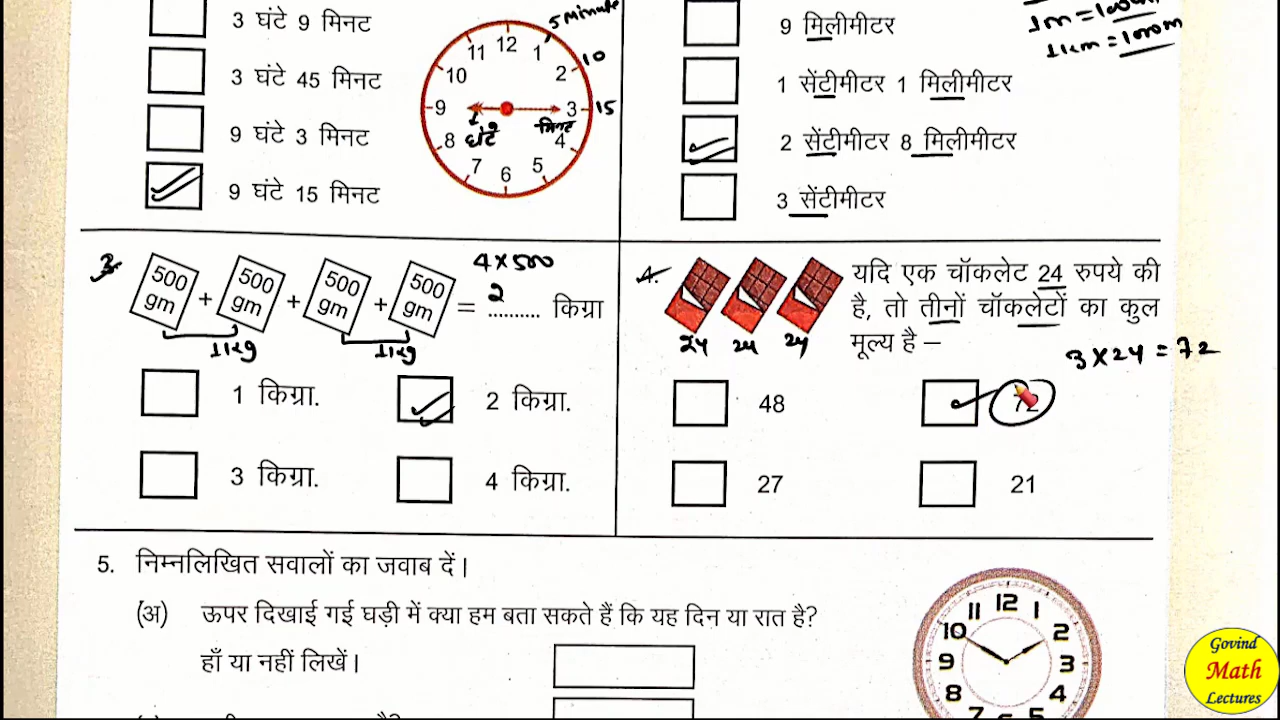 3 घंटे 9 मिनट
3 घंटे 45 मिनट
9 घंटे 3 मिनट
9 घंटे 15 मिनट
12
11 1
10 2
9 3
8 4
7 5
6
5 Minute
10
15
घंटे
मिनट
9 मिलीमीटर
1 सेंटीमीटर 1 मिलीमीटर
2 सेंटीमीटर 8 मिलीमीटर
3 सेंटीमीटर
1m = 100cm
1km = 1000m
3.
4 x 500
500 gm + 500 gm + 500 gm + 500 gm = 2 .......... किग्रा
1kg 1kg
1 किग्रा.
2 किग्रा.
3 किग्रा.
4 किग्रा.
4.
यदि एक चॉकलेट 24 रुपये की
है, तो तीनों चॉकलेटों का कुल
मूल्य है –
24 24 24
3 x 24 = 72
48
72
27
21
5. निम्नलिखित सवालों का जवाब दें।
(अ) ऊपर दिखाई गई घड़ी में क्या हम बता सकते हैं कि यह दिन या रात है?
हाँ या नहीं लिखें।
11 12 1
10 2
9 3
8 4
7 5
Govind
Math
Lectures